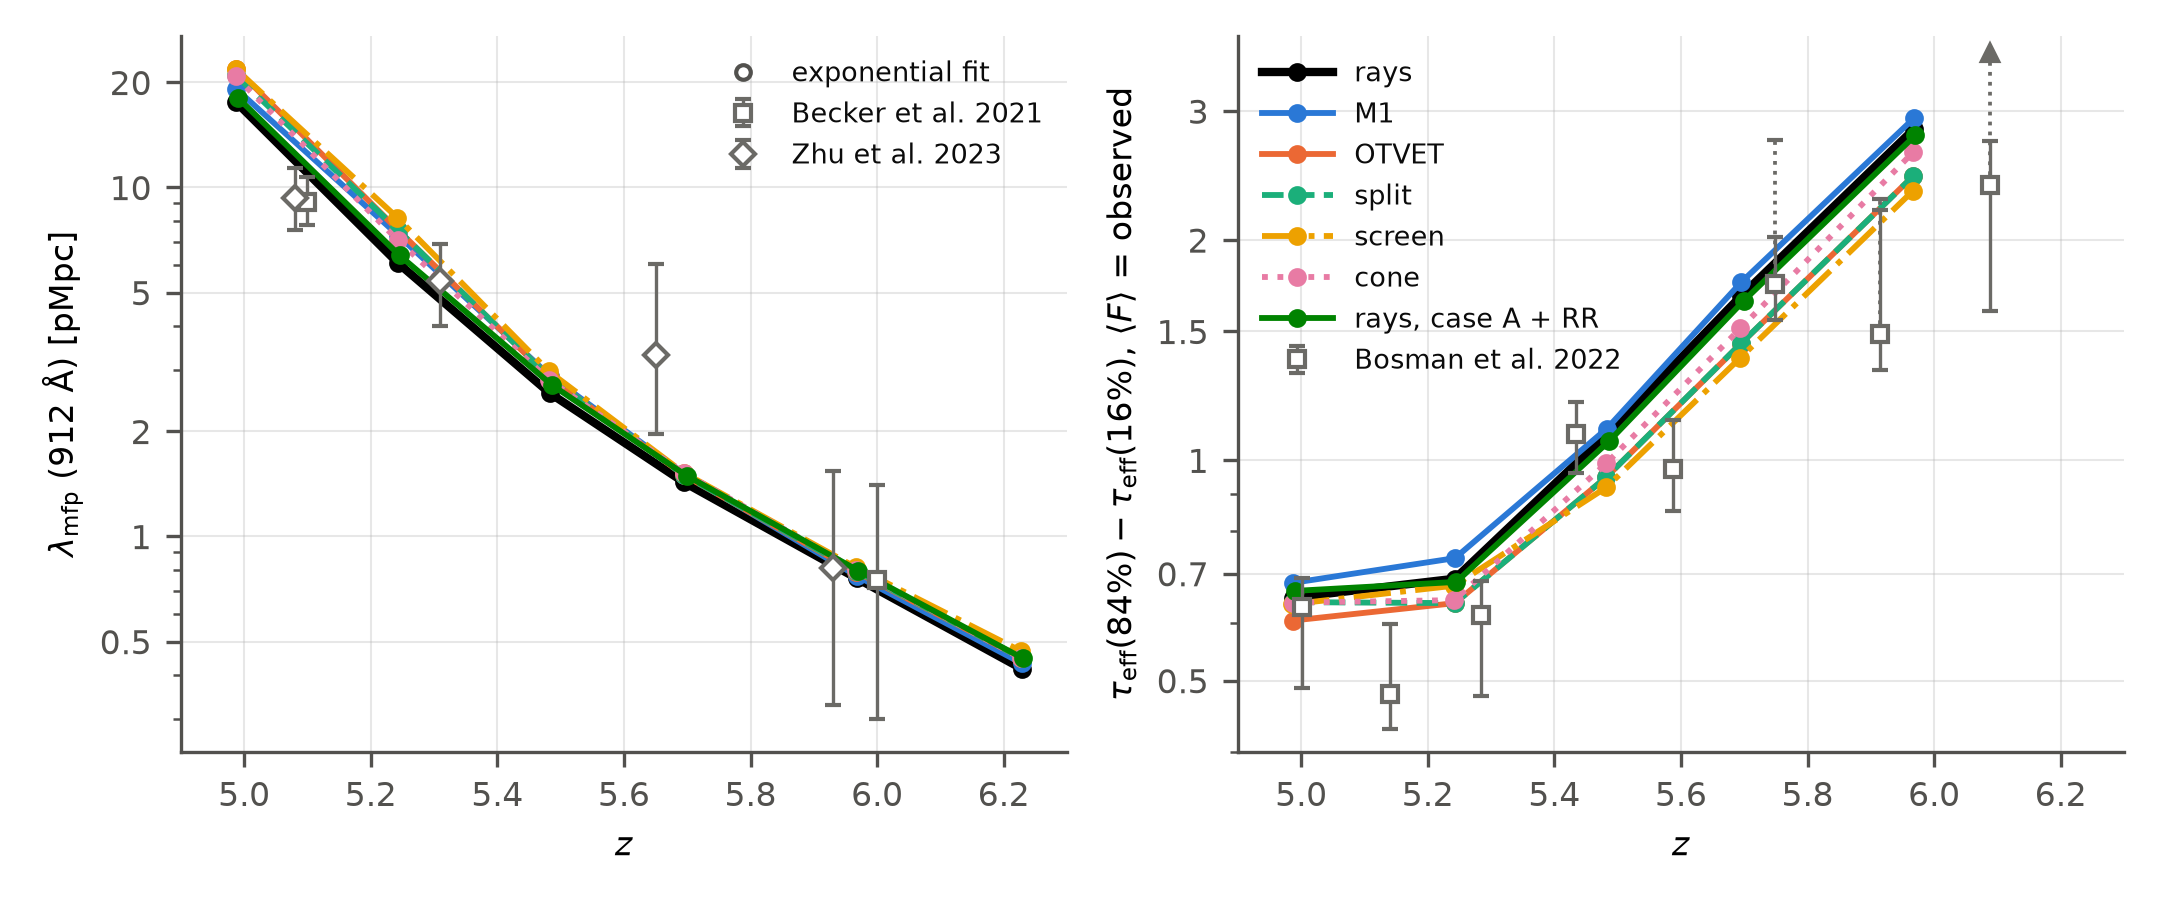 20
10
5
2
1
0.5
λmfp (912 Å) [pMpc]
5.0
5.2
5.4
5.6
5.8
6.0
6.2
z
exponential fit
Becker et al. 2021
Zhu et al. 2023
3
2
1.5
1
0.7
0.5
τeff(84%) − τeff(16%), ⟨F⟩ = observed
5.0
5.2
5.4
5.6
5.8
6.0
6.2
z
rays
M1
OTVET
split
screen
cone
rays, case A + RR
Bosman et al. 2022